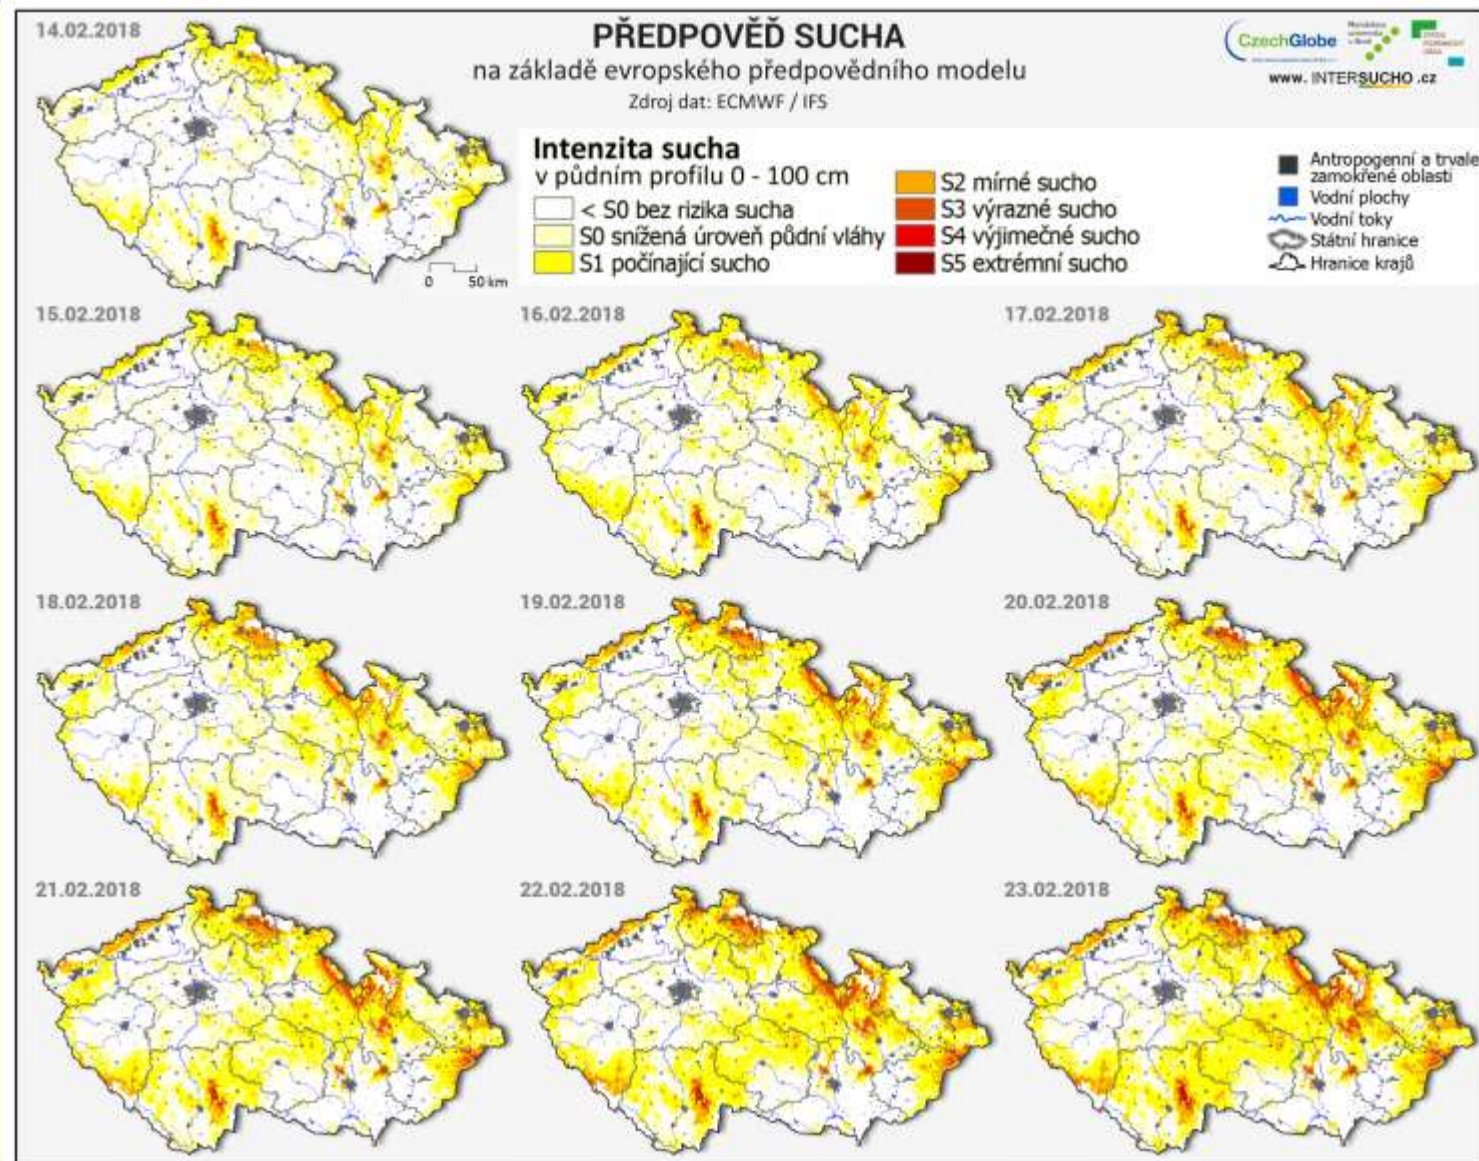 14.02.2018
PŘEDPOVĚĎ SUCHA
na základě evropského předpovědního modelu
Zdroj dat: ECMWF / IFS
CzechGlobe
www. INTERSUCHO .cz
Intenzita sucha
v půdním profilu 0 - 100 cm
< S0 bez rizika sucha
S0 snížená úroveň půdní vláhy
S1 počínající sucho
S2 mírné sucho
S3 výrazné sucho
S4 výjimečné sucho
S5 extrémní sucho
Antropogenní a trvale
zamokřené oblasti
Vodní plochy
Vodní toky
Státní hranice
Hranice krajů
0 50 km
15.02.2018
16.02.2018
17.02.2018
18.02.2018
19.02.2018
20.02.2018
21.02.2018
22.02.2018
23.02.2018